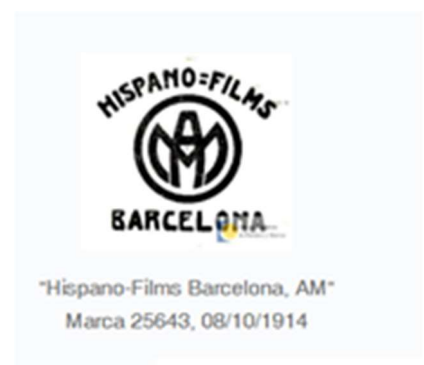 HISPANO=FILMS
AM
BARCELONA
"Hispano-Films Barcelona, AM"
Marca 25643, 08/10/1914